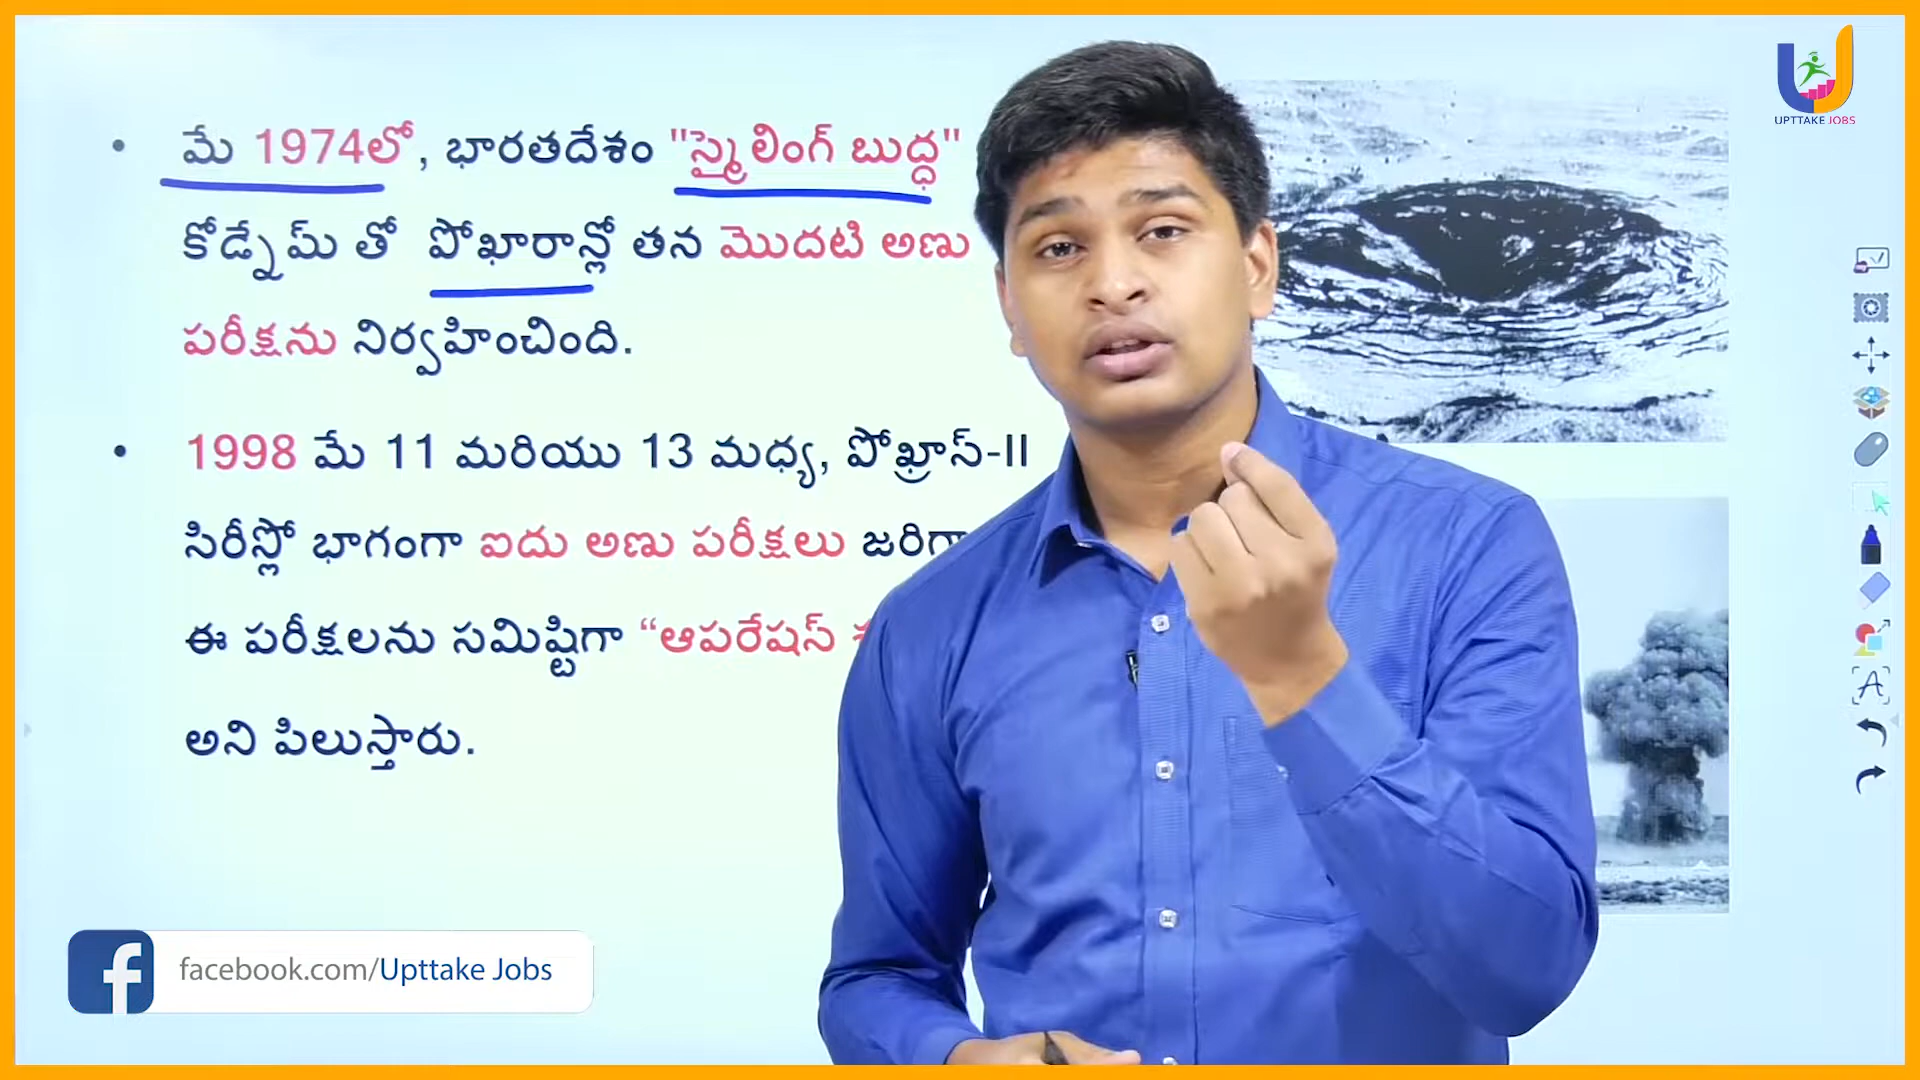 మే 1974లో, భారతదేశం "స్మైలింగ్ బుద్ధ"
కోడ్నేమ్ తో పోఖారాన్లో తన మొదటి అణు
పరీక్షను నిర్వహించింది.
1998 మే 11 మరియు 13 మధ్య, పోఖ్రాస్-II
సిరీస్లో భాగంగా ఐదు అణు పరీక్షలు
ఈ పరీక్షలను సమిష్టిగా “ఆపరేషన్
అని పిలుస్తారు.
UPTTAKE JOBS
facebook.com/Upttake Jobs